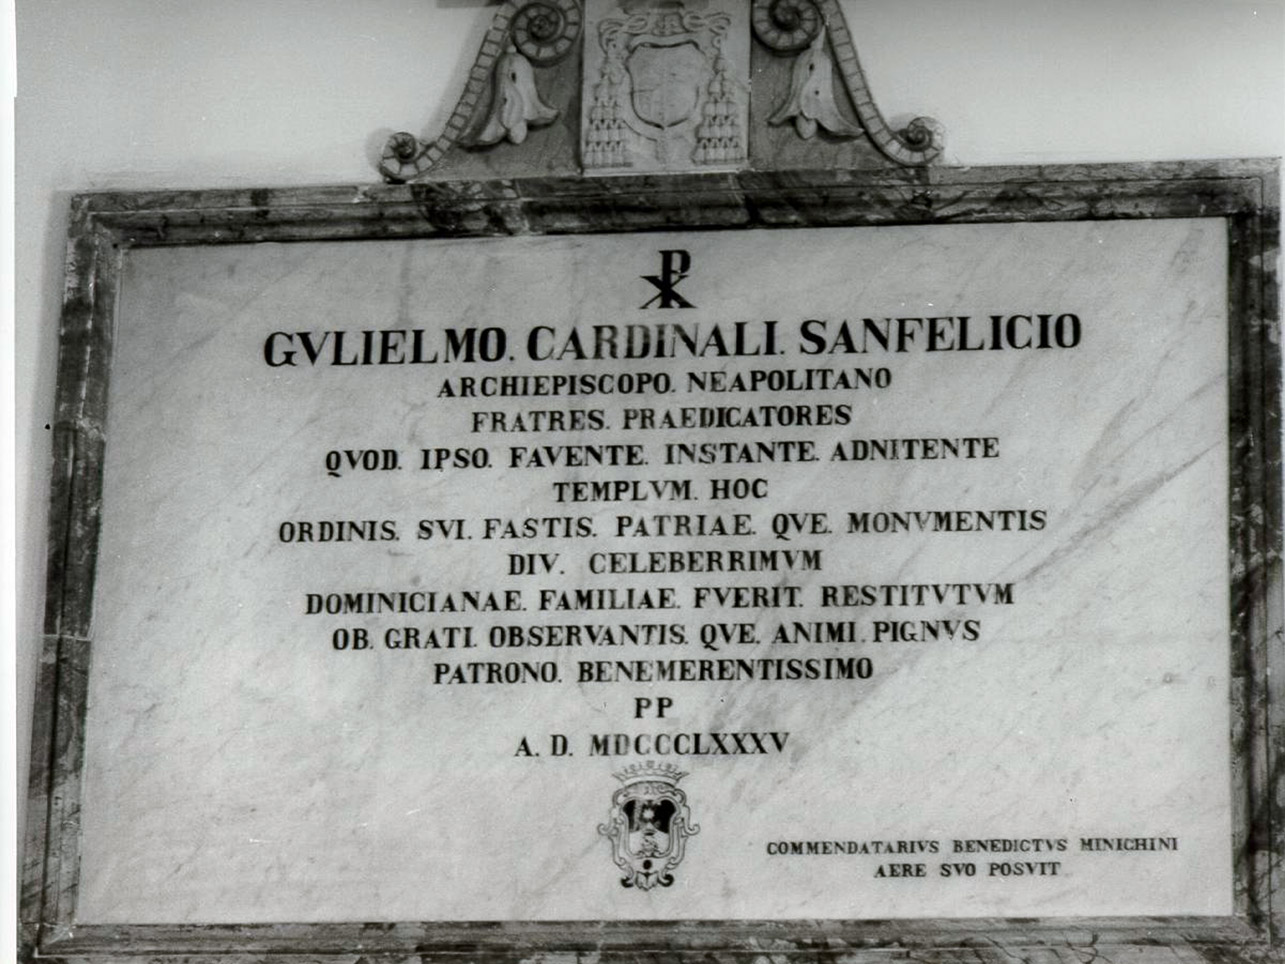 ☧
GVLIELMO. CARDINALI. SANFELICIO
ARCHIEPISCOPO. NEAPOLITANO
FRATRES. PRAEDICATORES
QVOD. IPSO. FAVENTE. INSTANTE. ADNITENTE
TEMPLVM. HOC
ORDINIS. SVI. FASTIS. PATRIAE. QVE. MONVMENTIS
DIV. CELEBERRIMVM
DOMINICIANAE. FAMILIAE. FVERIT. RESTITVTVM
OB. GRATI. OBSERVANTIS. QVE. ANIMI. PIGNVS
PATRONO. BENEMERENTISSIMO
PP
A. D. MDCCCLXXXV
COMMENDATARIVS BENEDICTVS MINICHINI
AERE SVO POSVIT